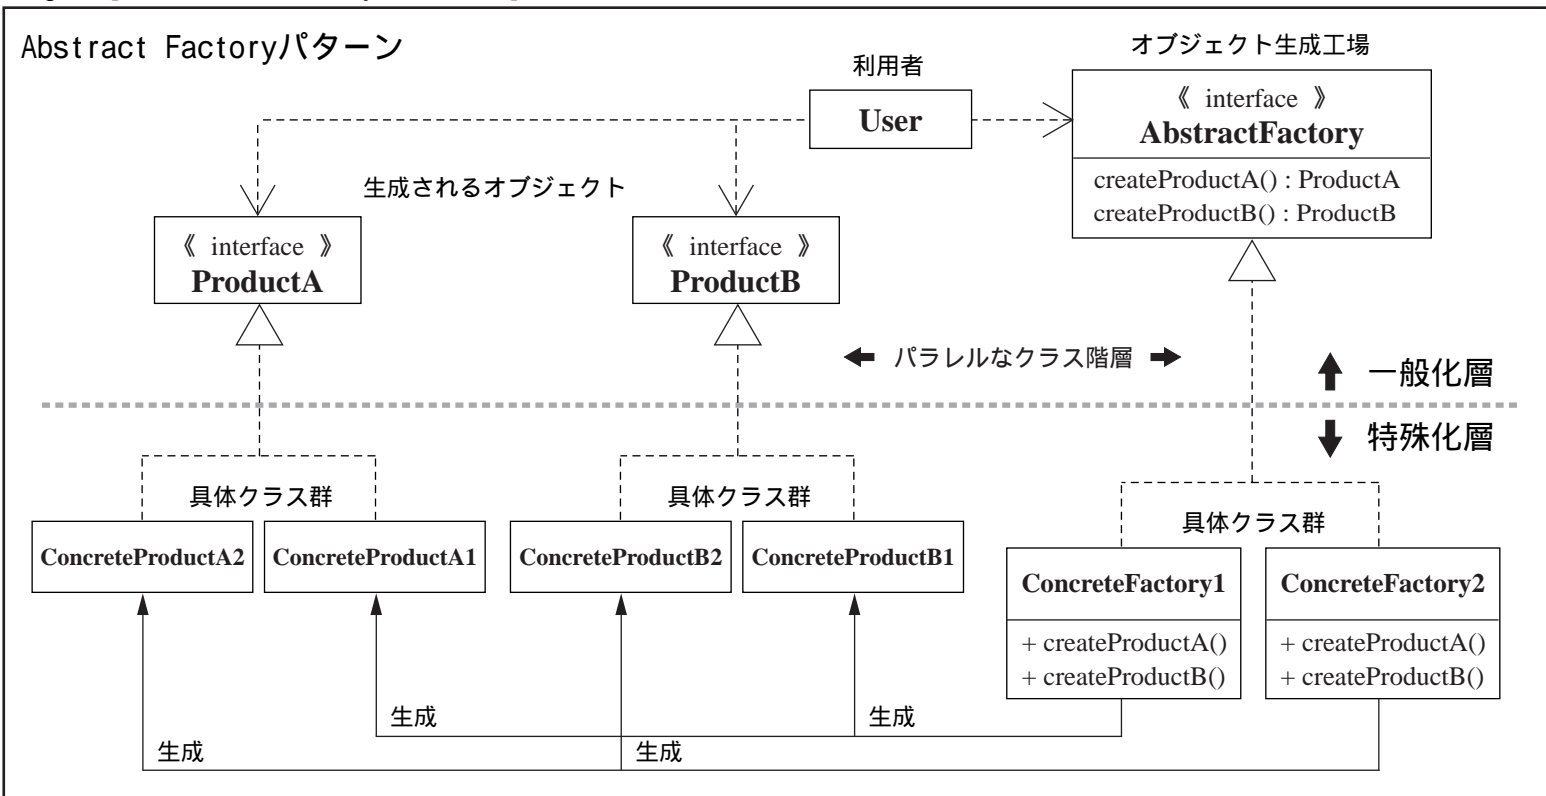 Abstract Factoryパターン
オブジェクト生成工場
利用者
《 interface 》
AbstractFactory
User
createProductA() : ProductA
createProductB() : ProductB
生成されるオブジェクト
《 interface 》
ProductA
《 interface 》
ProductB
パラレルなクラス階層
一般化層
特殊化層
具体クラス群
具体クラス群
具体クラス群
ConcreteProductA2
ConcreteProductA1
ConcreteProductB2
ConcreteProductB1
ConcreteFactory1
+ createProductA()
+ createProductB()
ConcreteFactory2
+ createProductA()
+ createProductB()
生成
生成
生成
生成